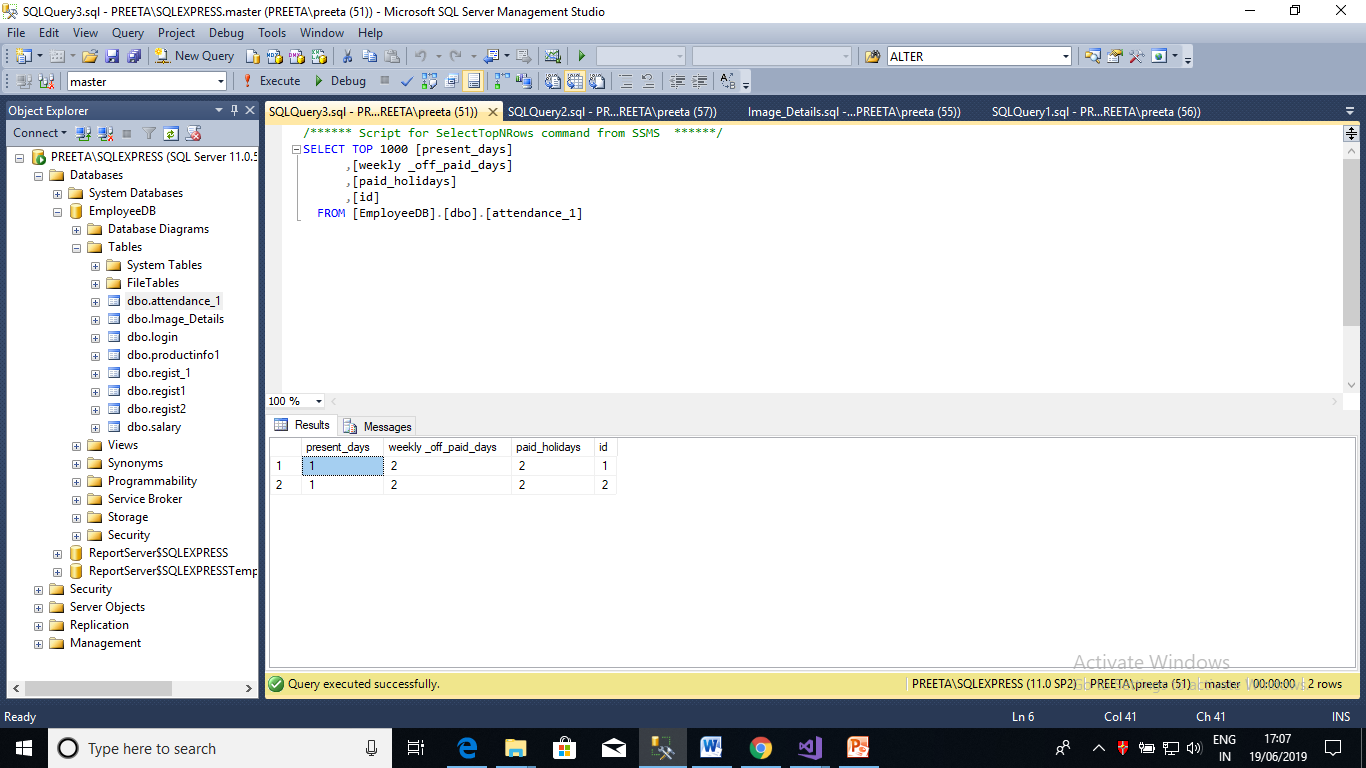 SQLQuery3.sql - PREETA\SQLEXPRESS.master (PREETA\preeta (51)) - Microsoft SQL Server Management Studio
File Edit View Query Project Debug Tools Window Help
New Query ALTER
master Execute Debug
Object Explorer
Connect
PREETA\SQLEXPRESS (SQL Server 11.0.5
Databases
System Databases
EmployeeDB
Database Diagrams
Tables
System Tables
FileTables
dbo.attendance_1
dbo.Image_Details
dbo.login
dbo.productinfo1
dbo.regist_1
dbo.regist1
dbo.regist2
dbo.salary
Views
Synonyms
Programmability
Service Broker
Storage
Security
ReportServer$SQLEXPRESS
ReportServer$SQLEXPRESSTemp
Security
Server Objects
Replication
Management
SQLQuery3.sql - PR...REETA\preeta (51)) SQLQuery2.sql - PR...REETA\preeta (57)) Image_Details.sql -...PREETA\preeta (55)) SQLQuery1.sql - PR...REETA\preeta (56))
/****** Script for SelectTopNRows command from SSMS ******/
SELECT TOP 1000 [present_days]
,[weekly _off_paid_days]
,[paid_holidays]
,[id]
FROM [EmployeeDB].[dbo].[attendance_1]
100 %
Results Messages
present_days weekly _off_paid_days paid_holidays id
1 1 2 2 1
2 1 2 2 2
Activate Windows
Query executed successfully. PREETA\SQLEXPRESS (11.0 SP2) PREETA\preeta (51) master 00:00:00 2 rows
Ready Ln 6 Col 41 Ch 41 INS
Type here to search
ENG
IN
17:07
19/06/2019